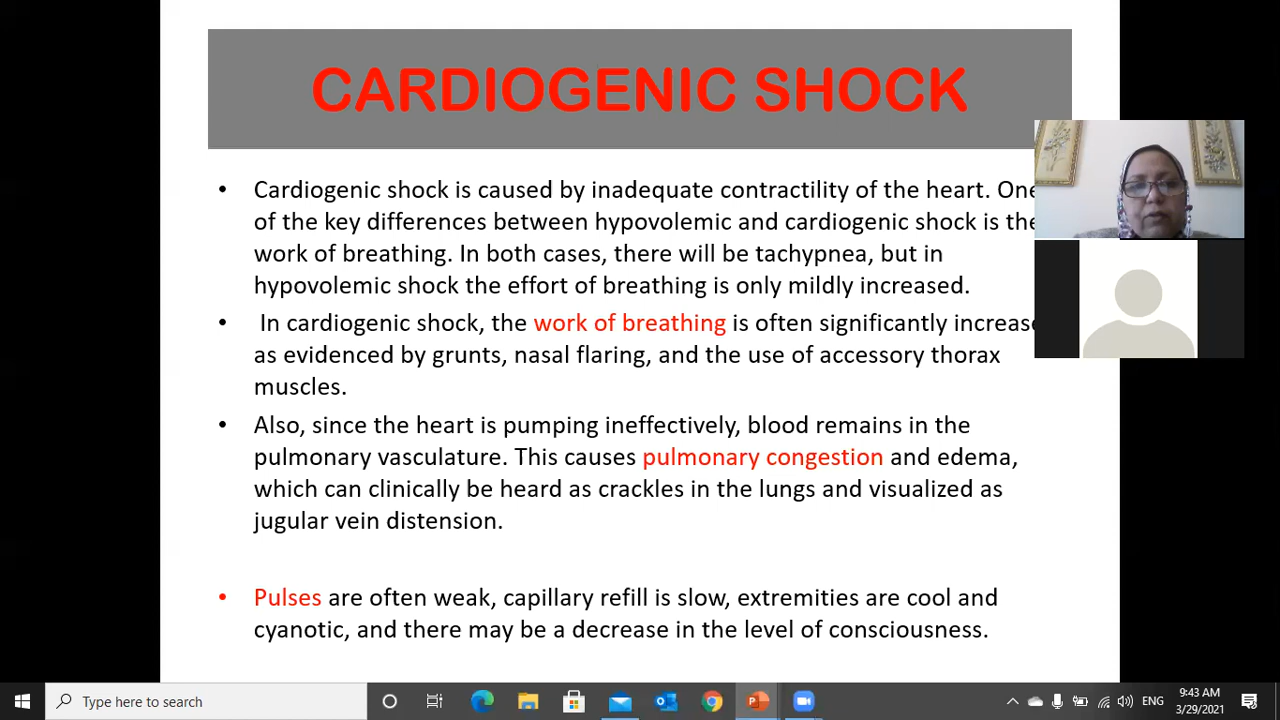 CARDIOGENIC SHOCK
• Cardiogenic shock is caused by inadequate contractility of the heart. One
of the key differences between hypovolemic and cardiogenic shock is the
work of breathing. In both cases, there will be tachypnea, but in
hypovolemic shock the effort of breathing is only mildly increased.
• In cardiogenic shock, the work of breathing is often significantly increase
as evidenced by grunts, nasal flaring, and the use of accessory thorax
muscles.
• Also, since the heart is pumping ineffectively, blood remains in the
pulmonary vasculature. This causes pulmonary congestion and edema,
which can clinically be heard as crackles in the lungs and visualized as
jugular vein distension.
• Pulses are often weak, capillary refill is slow, extremities are cool and
cyanotic, and there may be a decrease in the level of consciousness.
Type here to search
ENG
9:43 AM
3/29/2021